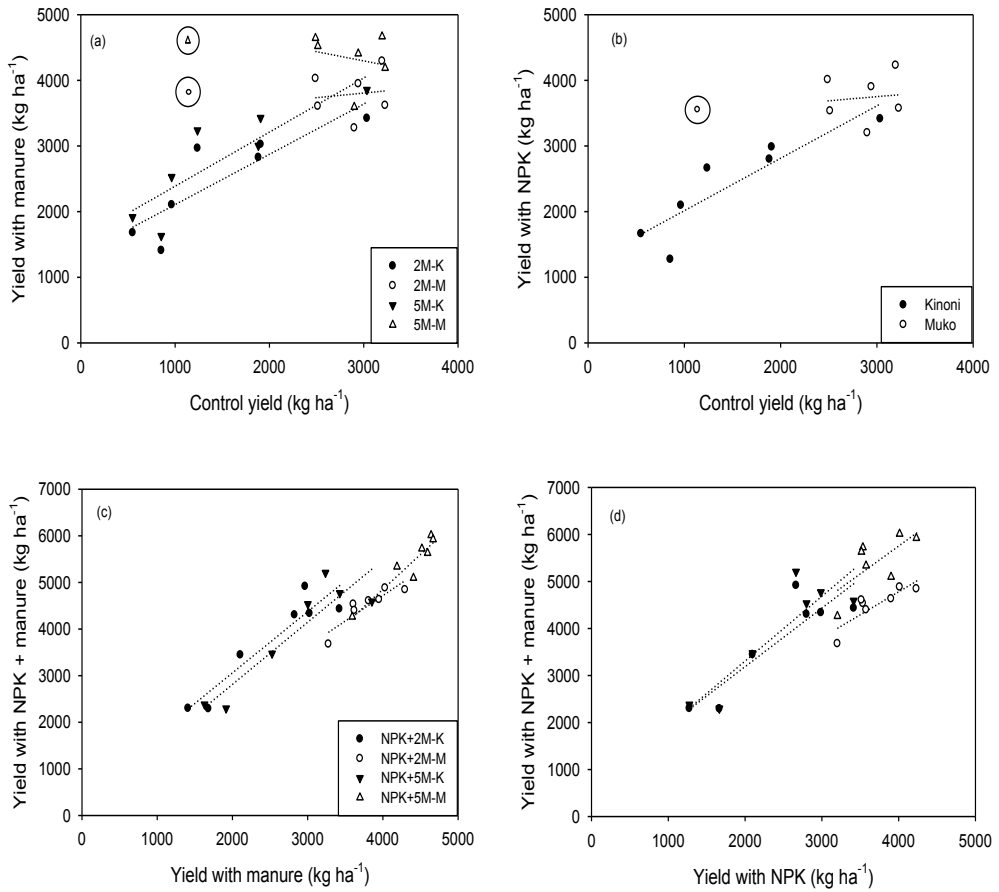 (a)
5000
4000
3000
2000
1000
0
Yield with manure (kg ha⁻¹)
0 1000 2000 3000 4000
Control yield (kg ha⁻¹)
2M-K
2M-M
5M-K
5M-M
(b)
5000
4000
3000
2000
1000
0
Yield with NPK (kg ha⁻¹)
0 1000 2000 3000 4000
Control yield (kg ha⁻¹)
Kinoni
Muko
(c)
7000
6000
5000
4000
3000
2000
1000
0
Yield with NPK + manure (kg ha⁻¹)
0 1000 2000 3000 4000 5000
Yield with manure (kg ha⁻¹)
NPK+2M-K
NPK+2M-M
NPK+5M-K
NPK+5M-M
(d)
7000
6000
5000
4000
3000
2000
1000
0
Yield with NPK + manure (kg ha⁻¹)
0 1000 2000 3000 4000 5000
Yield with NPK (kg ha⁻¹)